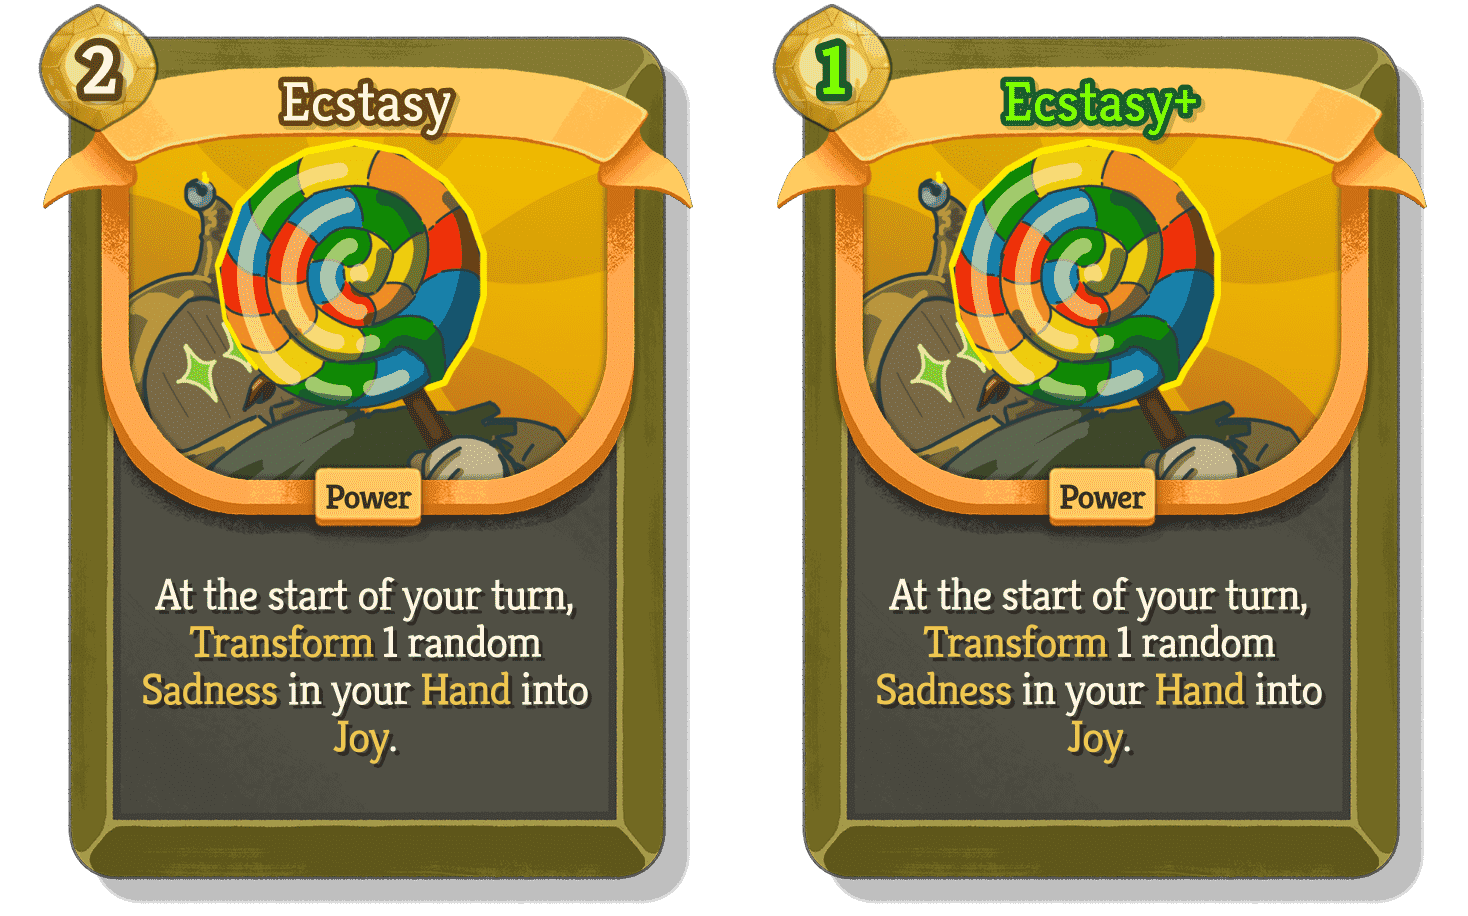 2
Ecstasy
Power
At the start of your turn,
Transform 1 random
Sadness in your Hand into
Joy.
1
Ecstasy+
Power
At the start of your turn,
Transform 1 random
Sadness in your Hand into
Joy.